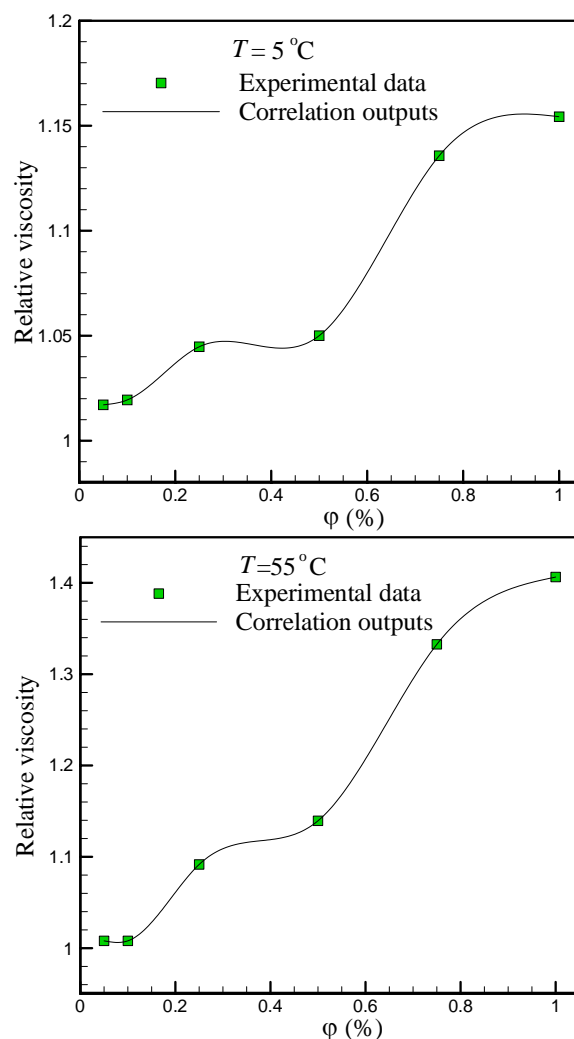 1.2
T = 5 °C
Experimental data
Correlation outputs
1.15
1.1
1.05
1
Relative viscosity
0 0.2 0.4 0.6 0.8 1
φ (%)
T=55 °C
Experimental data
Correlation outputs
1.4
1.3
1.2
1.1
1
Relative viscosity
0 0.2 0.4 0.6 0.8 1
φ (%)